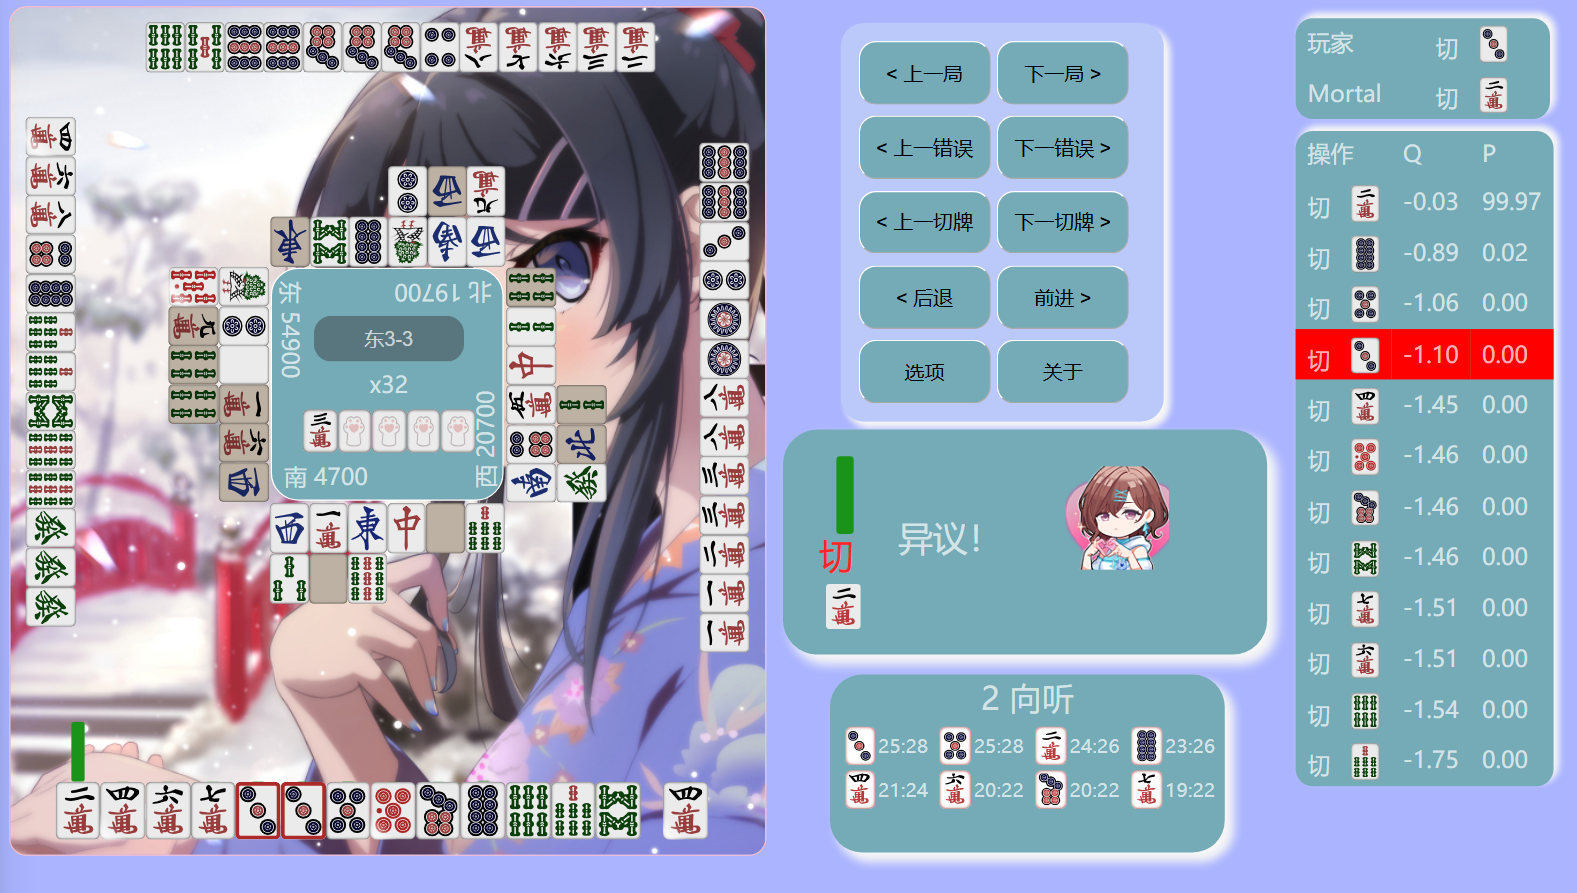 < 上一局
下一局 >
< 上一错误
下一错误 >
< 上一切牌
下一切牌 >
< 后退
前进 >
选项
关于
玩家 切
Mortal 切
操作 Q P
切 -0.03 99.97
切 -0.89 0.02
切 -1.06 0.00
切 -1.10 0.00
切 -1.45 0.00
切 -1.46 0.00
切 -1.46 0.00
切 -1.46 0.00
切 -1.51 0.00
切 -1.51 0.00
切 -1.54 0.00
切 -1.75 0.00
北 19700
东 54900
东3-3
x32
西 20700
南 4700
切
异议！
2 向听
25:28 25:28 24:26 23:26
21:24 20:22 20:22 19:22